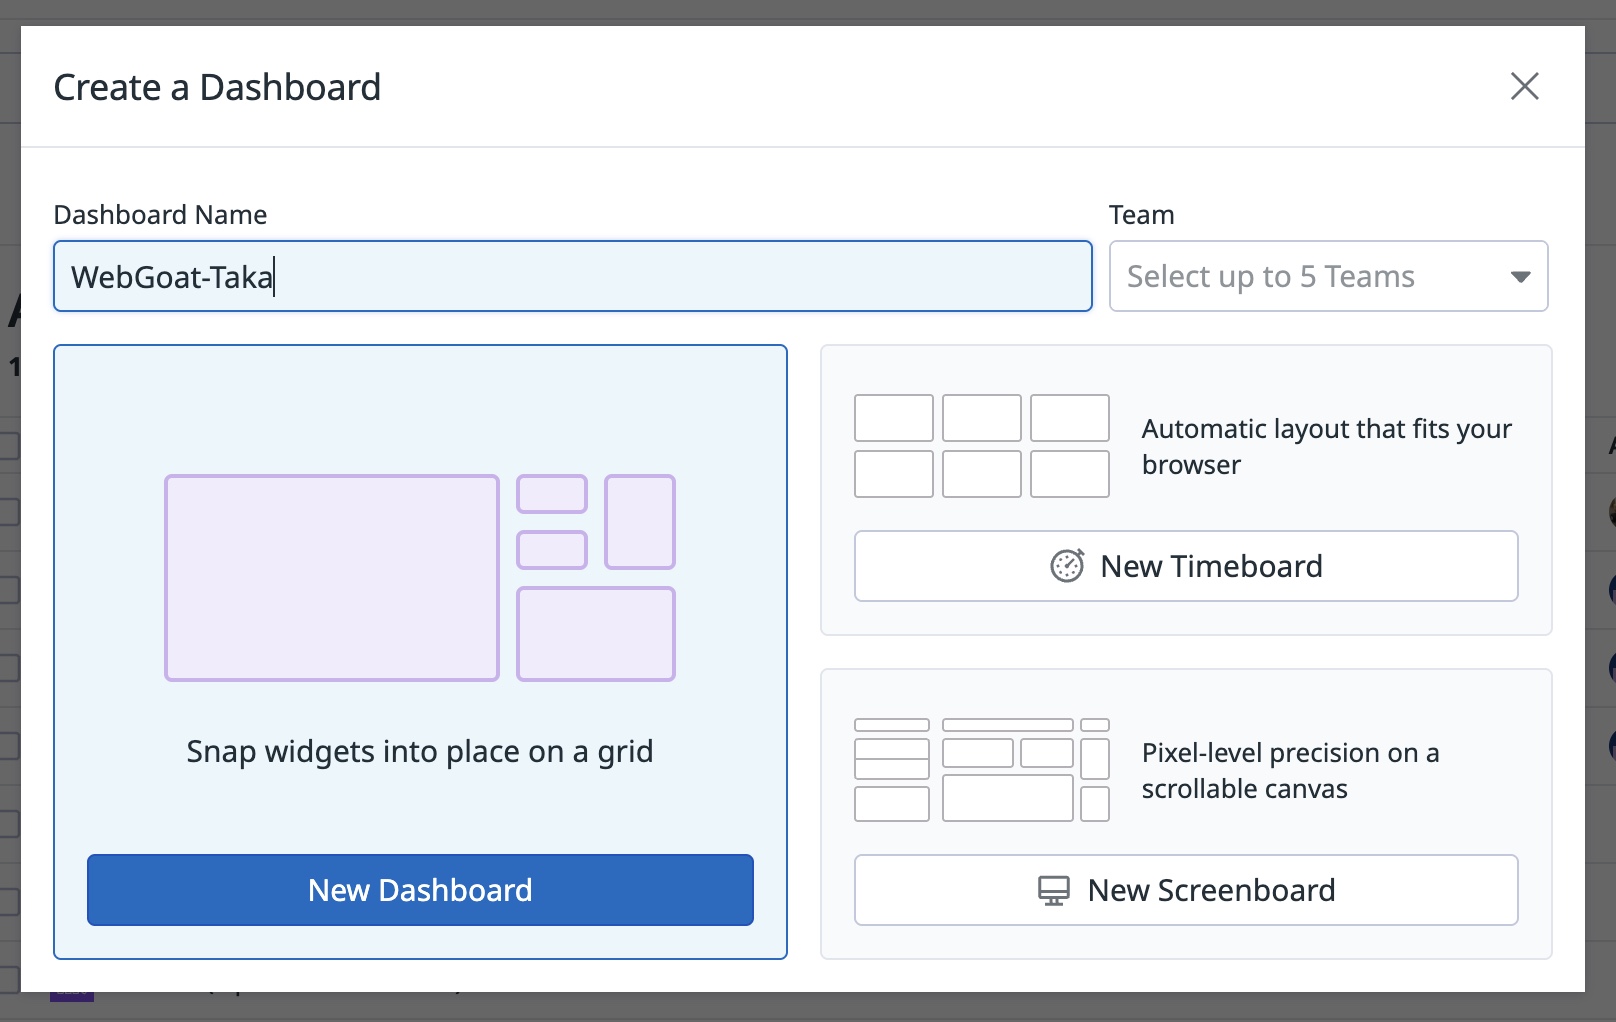 Create a Dashboard
Dashboard Name
Team
WebGoat-Taka
Select up to 5 Teams
Snap widgets into place on a grid
New Dashboard
Automatic layout that fits your
browser
New Timeboard
Pixel-level precision on a
scrollable canvas
New Screenboard